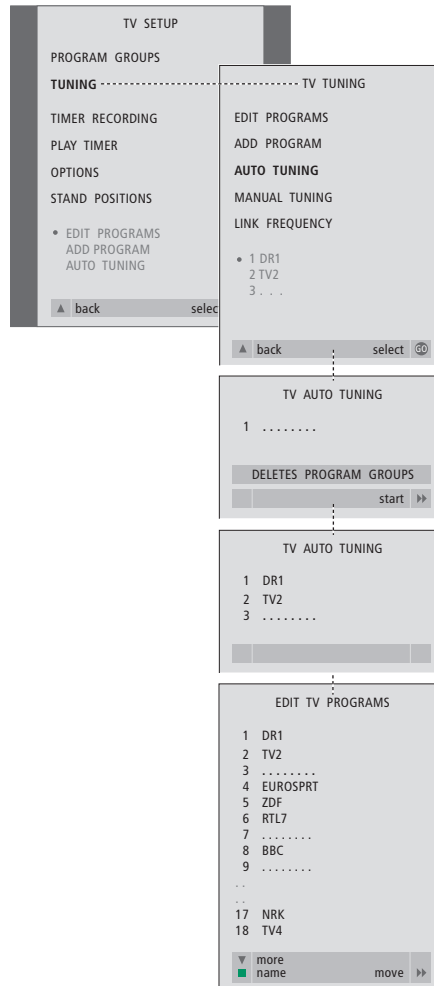 TV SETUP
PROGRAM GROUPS
TUNING
TIMER RECORDING
PLAY TIMER
OPTIONS
STAND POSITIONS
• EDIT PROGRAMS
ADD PROGRAM
AUTO TUNING
▲ back selec
TV TUNING
EDIT PROGRAMS
ADD PROGRAM
AUTO TUNING
MANUAL TUNING
LINK FREQUENCY
• 1 DR1
2 TV2
3 . . .
▲ back select GO
TV AUTO TUNING
1 ........
DELETES PROGRAM GROUPS
start
TV AUTO TUNING
1 DR1
2 TV2
3 ........
EDIT TV PROGRAMS
1 DR1
2 TV2
3 ........
4 EUROSPRT
5 ZDF
6 RTL7
7 ........
8 BBC
9 ........
. .
. .
17 NRK
18 TV4
▼ more
name move